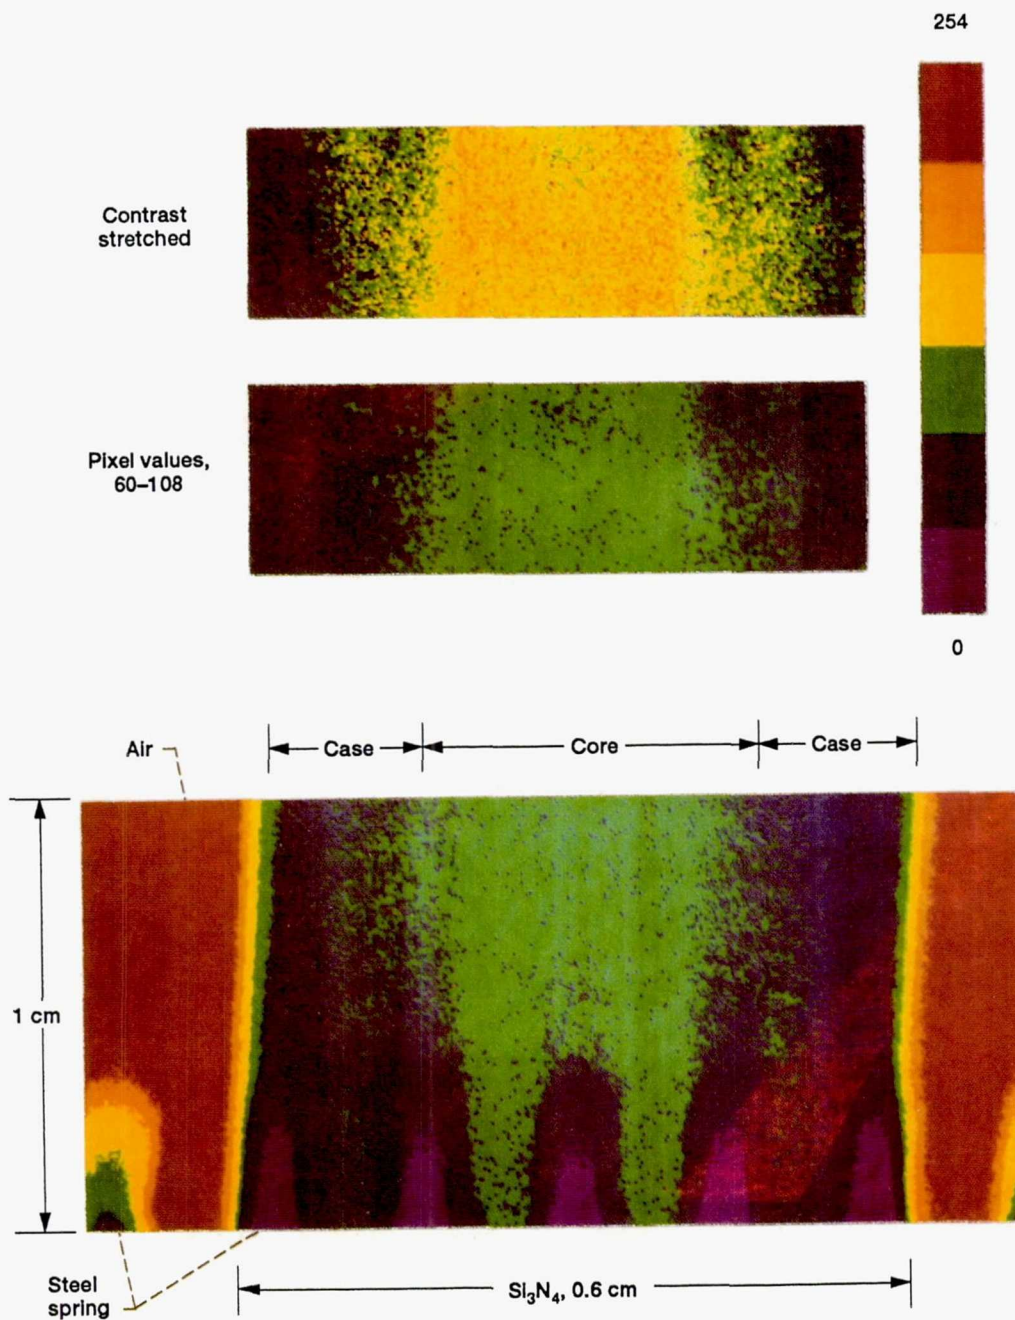 254
Contrast
stretched
Pixel values,
60–108
0
Air
Case
Core
Case
1 cm
Steel
spring
Si₃N₄, 0.6 cm